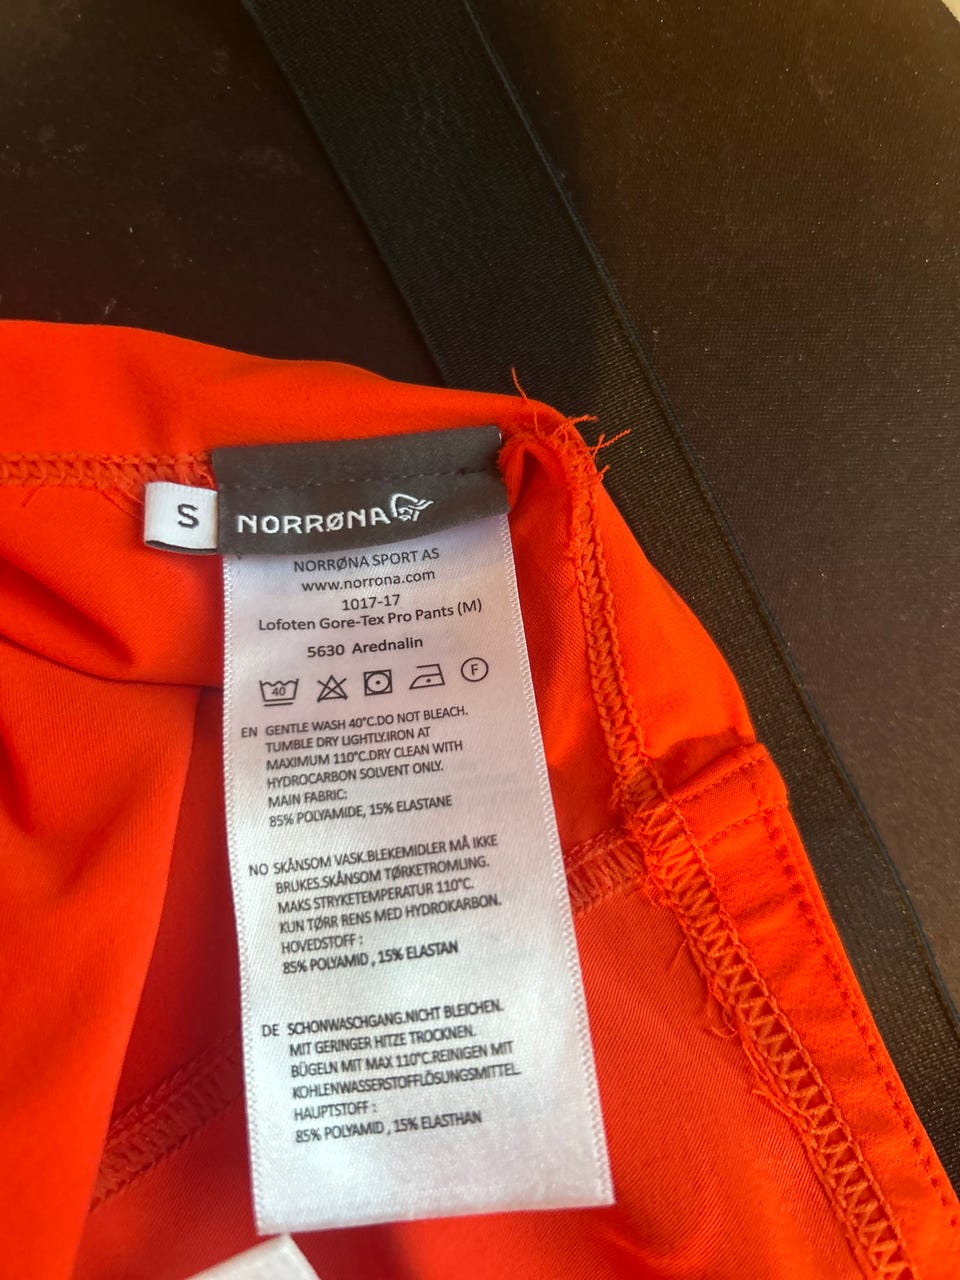 S
NORRØNA
NORRØNA SPORT AS
www.norrona.com
1017-17
Lofoten Gore-Tex Pro Pants (M)
5630 Arednalin
40
F
EN GENTLE WASH 40°C.DO NOT BLEACH.
TUMBLE DRY LIGHTLY.IRON AT
MAXIMUM 110°C.DRY CLEAN WITH
HYDROCARBON SOLVENT ONLY.
MAIN FABRIC:
85% POLYAMIDE, 15% ELASTANE
NO SKÅNSOM VASK.BLEKEMIDLER MÅ IKKE
BRUKES.SKÅNSOM TØRKETROMLING.
MAKS STRYKETEMPERATUR 110°C.
KUN TØRR RENS MED HYDROKARBON.
HOVEDSTOFF :
85% POLYAMID , 15% ELASTAN
DE SCHONWASCHGANG.NICHT BLEICHEN.
MIT GERINGER HITZE TROCKNEN.
BÜGELN MIT MAX 110°C.REINIGEN MIT
KOHLENWASSERSTOFFLÖSUNGSMITTEL.
HAUPTSTOFF :
85% POLYAMID , 15% ELASTHAN